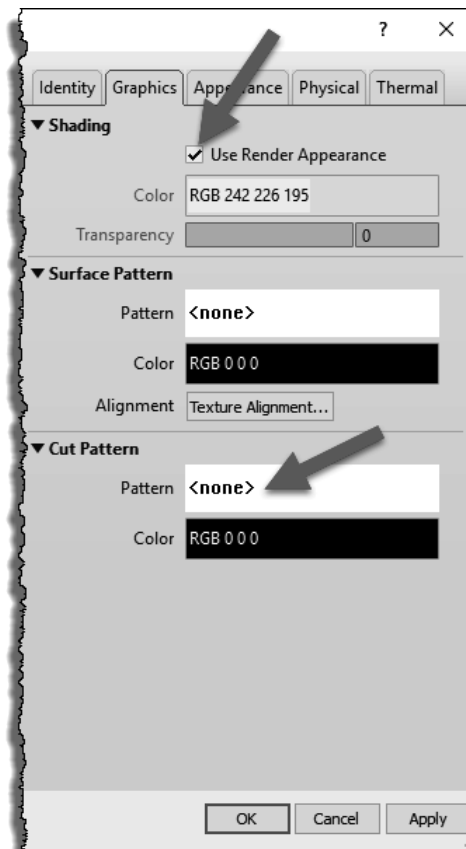 ?
Identity Graphics Appearance Physical Thermal
Shading
Use Render Appearance
Color RGB 242 226 195
Transparency 0
Surface Pattern
Pattern <none>
Color RGB 0 0 0
Alignment Texture Alignment...
Cut Pattern
Pattern <none>
Color RGB 0 0 0
OK Cancel Apply